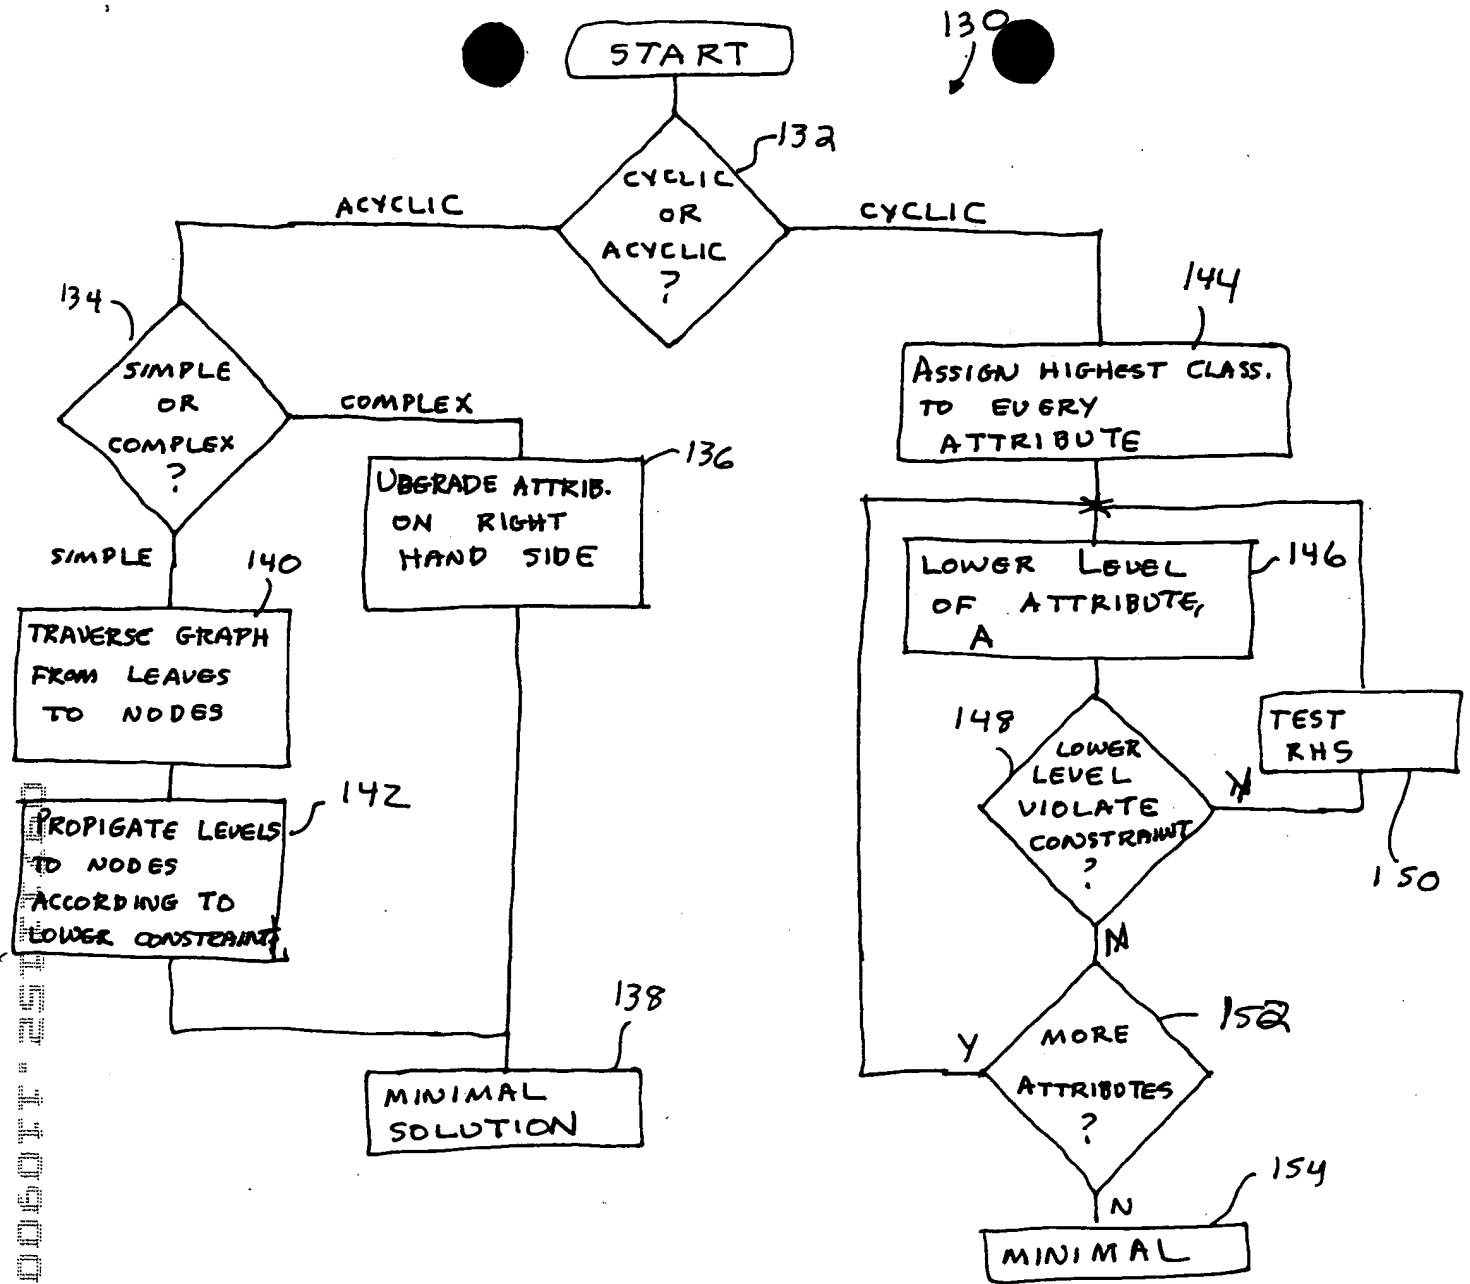 130
START
132
CYCLIC
OR
ACYCLIC
?
ACYCLIC
CYCLIC
134
SIMPLE
OR
COMPLEX
?
COMPLEX
SIMPLE
136
UBGRADE ATTRIB.
ON RIGHT
HAND SIDE
140
TRAVERSE GRAPH
FROM LEAVES
TO NODES
142
PROPIGATE LEVELS
TO NODES
ACCORDING TO
LOWER CONSTRAINTS
138
MINIMAL
SOLUTION
144
ASSIGN HIGHEST CLASS.
TO EVERY
ATTRIBUTE
146
LOWER LEVEL
OF ATTRIBUTE,
A
148
LOWER
LEVEL
VIOLATE
CONSTRAINT
?
TEST
RHS
150
152
MORE
ATTRIBUTES
?
Y
N
154
MINIMAL